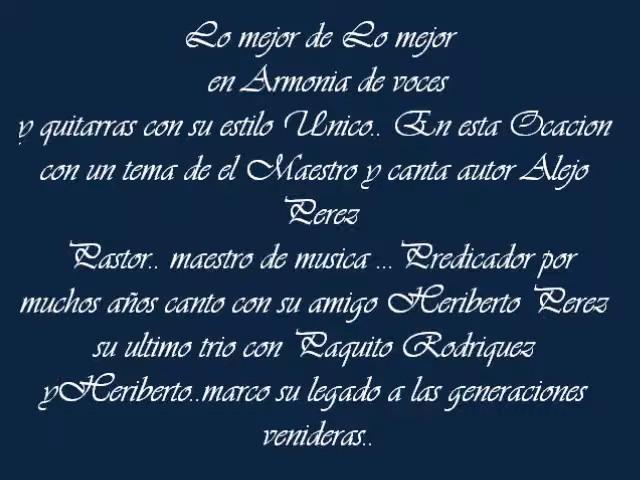 Lo mejor de Lo mejor
en Armonia de voces
y quitarras con su estilo Unico.. En esta Ocacion
con un tema de el Maestro y canta autor Alejo
Perez
Pastor.. maestro de musica ... Predicador por
muchos años canto con su amigo Heriberto Perez
su ultimo trio con Paquito Rodriquez
yHeriberto..marco su legado a las generaciones
venideras..